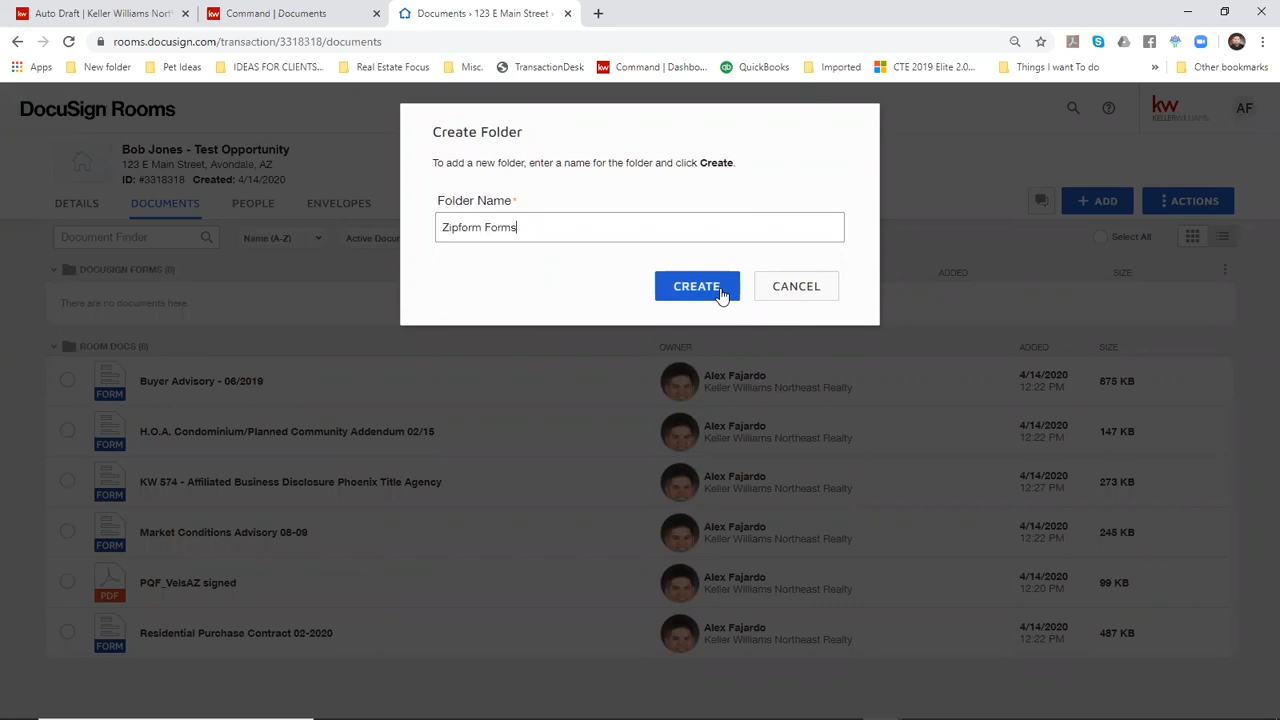 Auto Draft | Keller Williams Nort
Command | Documents
Documents › 123 E Main Street -
rooms.docusign.com/transaction/3318318/documents
Apps
New folder
Pet Ideas
IDEAS FOR CLIENTS...
Real Estate Focus
Misc.
TransactionDesk
Command | Dashbo...
QuickBooks
Imported
CTE 2019 Elite 2.0...
Things I want To Do
»
Other bookmarks
DocuSign Rooms
kw
KELLERWILLIAMS
AF
Bob Jones - Test Opportunity
123 E Main Street, Avondale, AZ
ID: #3318318 Created: 4/14/2020
DETAILS
DOCUMENTS
PEOPLE
ENVELOPES
+ ADD
ACTIONS
Create Folder
To add a new folder, enter a name for the folder and click Create.
Folder Name*
Zipform Forms
CREATE
CANCEL
Document Finder
Name (A-Z)
Active Docu
Select All
DOCUSIGN FORMS (0)
ADDED
SIZE
There are no documents here.
ROOM DOCS (6)
OWNER
ADDED
SIZE
FORM
Buyer Advisory - 06/2019
Alex Fajardo
Keller Williams Northeast Realty
4/14/2020
12:22 PM
875 KB
FORM
H.O.A. Condominium/Planned Community Addendum 02/15
Alex Fajardo
Keller Williams Northeast Realty
4/14/2020
12:22 PM
147 KB
FORM
KW 574 - Affiliated Business Disclosure Phoenix Title Agency
Alex Fajardo
Keller Williams Northeast Realty
4/14/2020
12:27 PM
273 KB
FORM
Market Conditions Advisory 08-09
Alex Fajardo
Keller Williams Northeast Realty
4/14/2020
12:22 PM
245 KB
PDF
PQF_VelsAZ signed
Alex Fajardo
Keller Williams Northeast Realty
4/14/2020
12:20 PM
99 KB
FORM
Residential Purchase Contract 02-2020
Alex Fajardo
Keller Williams Northeast Realty
4/14/2020
12:22 PM
487 KB